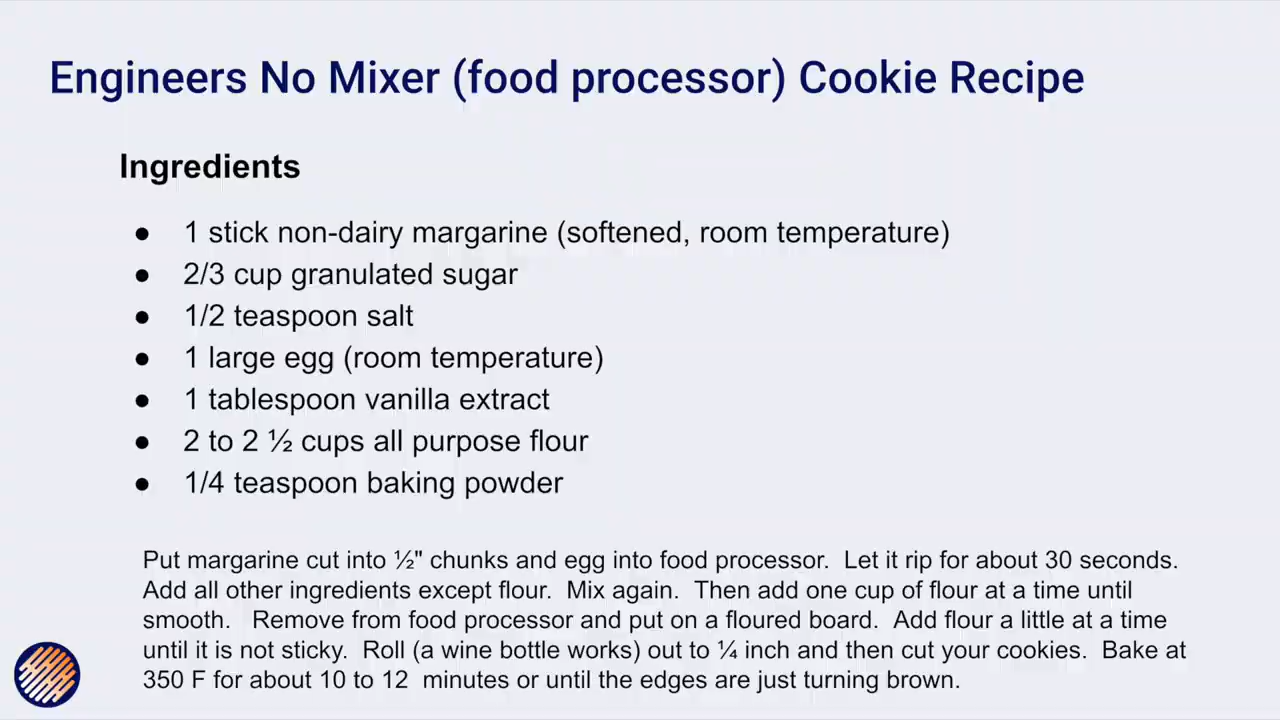 Engineers No Mixer (food processor) Cookie Recipe
Ingredients
● 1 stick non-dairy margarine (softened, room temperature)
● 2/3 cup granulated sugar
● 1/2 teaspoon salt
● 1 large egg (room temperature)
● 1 tablespoon vanilla extract
● 2 to 2 ½ cups all purpose flour
● 1/4 teaspoon baking powder
Put margarine cut into ½" chunks and egg into food processor. Let it rip for about 30 seconds.
Add all other ingredients except flour. Mix again. Then add one cup of flour at a time until
smooth. Remove from food processor and put on a floured board. Add flour a little at a time
until it is not sticky. Roll (a wine bottle works) out to ¼ inch and then cut your cookies. Bake at
350 F for about 10 to 12 minutes or until the edges are just turning brown.